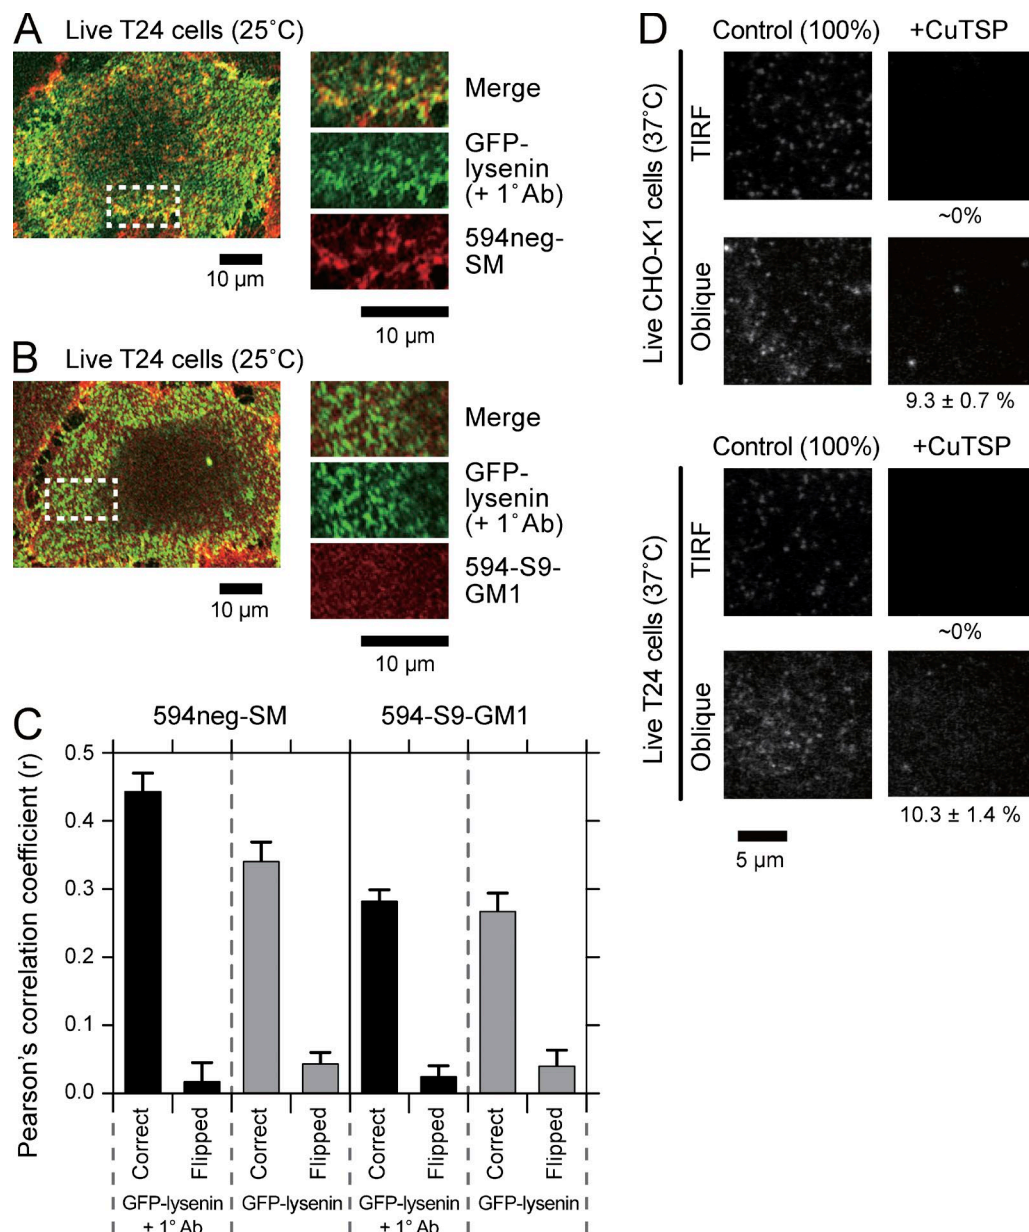 A Live T24 cells (25˚C)
Merge
GFP-
lysenin
(+ 1˚Ab)
594neg-
SM
10 µm
10 µm
B Live T24 cells (25˚C)
Merge
GFP-
lysenin
(+ 1˚Ab)
594-S9-
GM1
10 µm
10 µm
C
594neg-SM 594-S9-GM1
Pearson's correlation coefficient (r)
0.5
0.4
0.3
0.2
0.1
0.0
Correct Flipped Correct Flipped Correct Flipped Correct Flipped
GFP-lysenin GFP-lysenin GFP-lysenin GFP-lysenin
+ 1° Ab + 1° Ab
D
Control (100%) +CuTSP
Live CHO-K1 cells (37˚C)
TIRF
~0%
Oblique
9.3 ± 0.7 %
Control (100%) +CuTSP
Live T24 cells (37˚C)
TIRF
~0%
Oblique
10.3 ± 1.4 %
5 µm